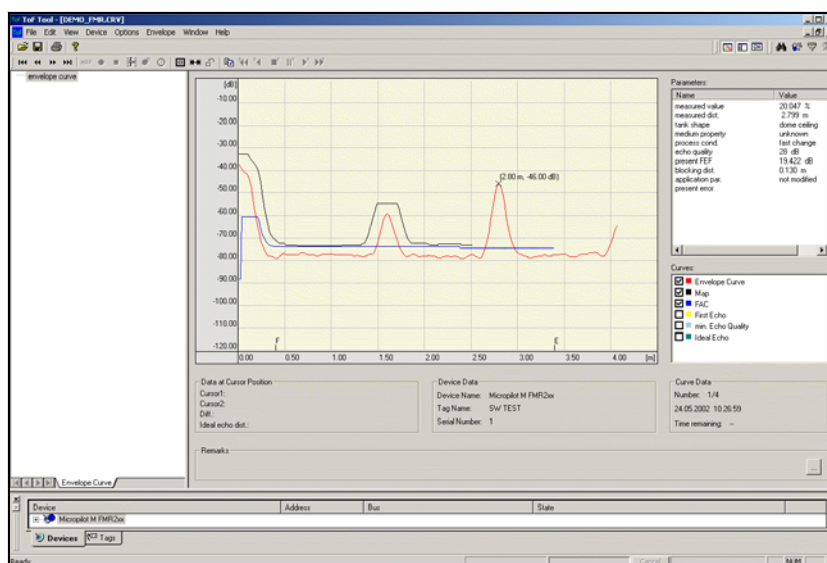 ToF Tool - [DEMO_FMR.CRV]
File Edit View Device Options Envelope Window Help
envelope curve
[dB]
-10.00
-20.00
-30.00
-40.00
-50.00
-60.00
-70.00
-80.00
-90.00
-100.00
-110.00
-120.00
(2.80 m, -46.00 dB)
F
E
0.00 0.50 1.00 1.50 2.00 2.50 3.00 3.50 4.00 [m]
Parameters:
Name Value
measured value 20.047 %
measured dist. 2.799 m
tank shape dome ceiling
medium property unknown
process cond. fast change
echo quality 28 dB
present FEF 19.422 dB
blocking dist. 0.130 m
application par. not modified
present error
Curves:
Envelope Curve
Map
FAC
First Echo
min. Echo Quality
Ideal Echo
Data at Cursor Position
Cursor1:
Cursor2:
Diff.:
Ideal echo dist.:
Device Data
Device Name: Micropilot M FMR2xx
Tag Name: SW TEST
Serial Number: 1
Curve Data
Number: 1/4
24.05.2002 10:26:59
Time remaining: --
Remarks
...
Envelope Curve
Device Address Bus State
Micropilot M FMR2xx
Devices Tags
Ready
Cancel
NUM